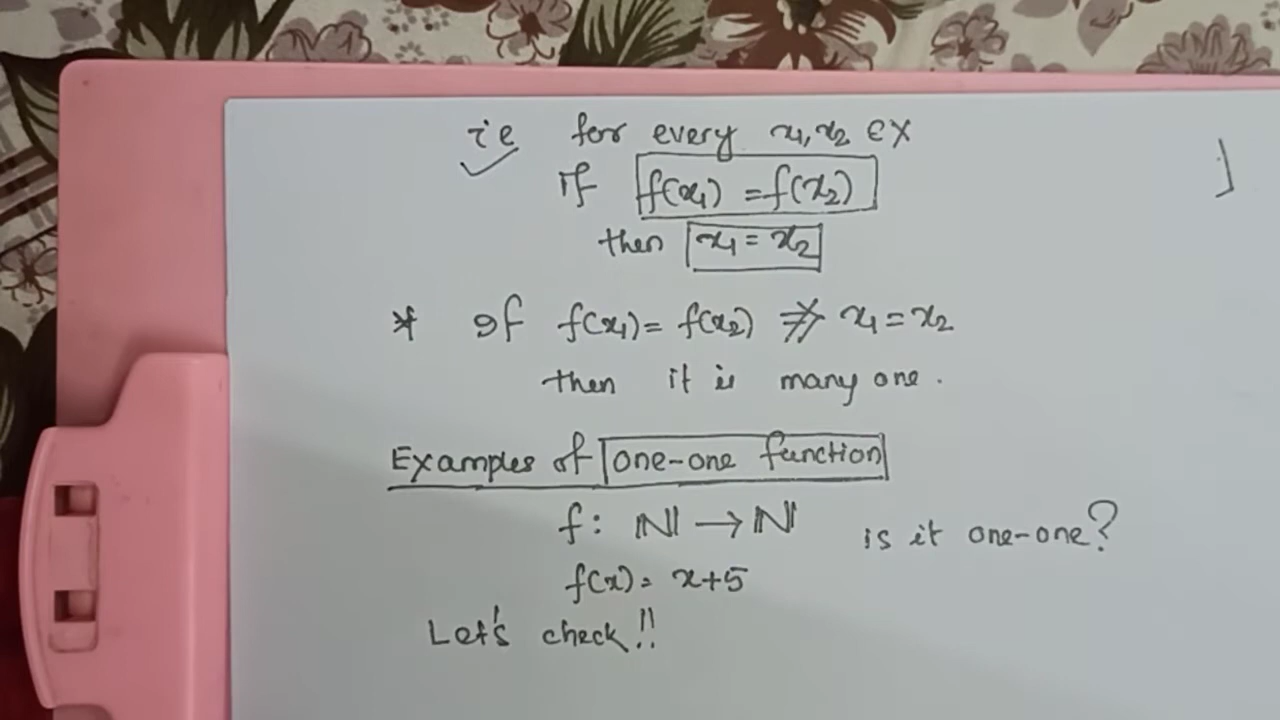 i.e for every x₁, x₂ ∈ X
if f(x₁) = f(x₂)
then x₁ = x₂
* If f(x₁) = f(x₂) ⇏ x₁ = x₂
then it is many one.
Examples of one-one function
f: ℕ → ℕ is it one-one?
f(x) = x+5
Let's check!!